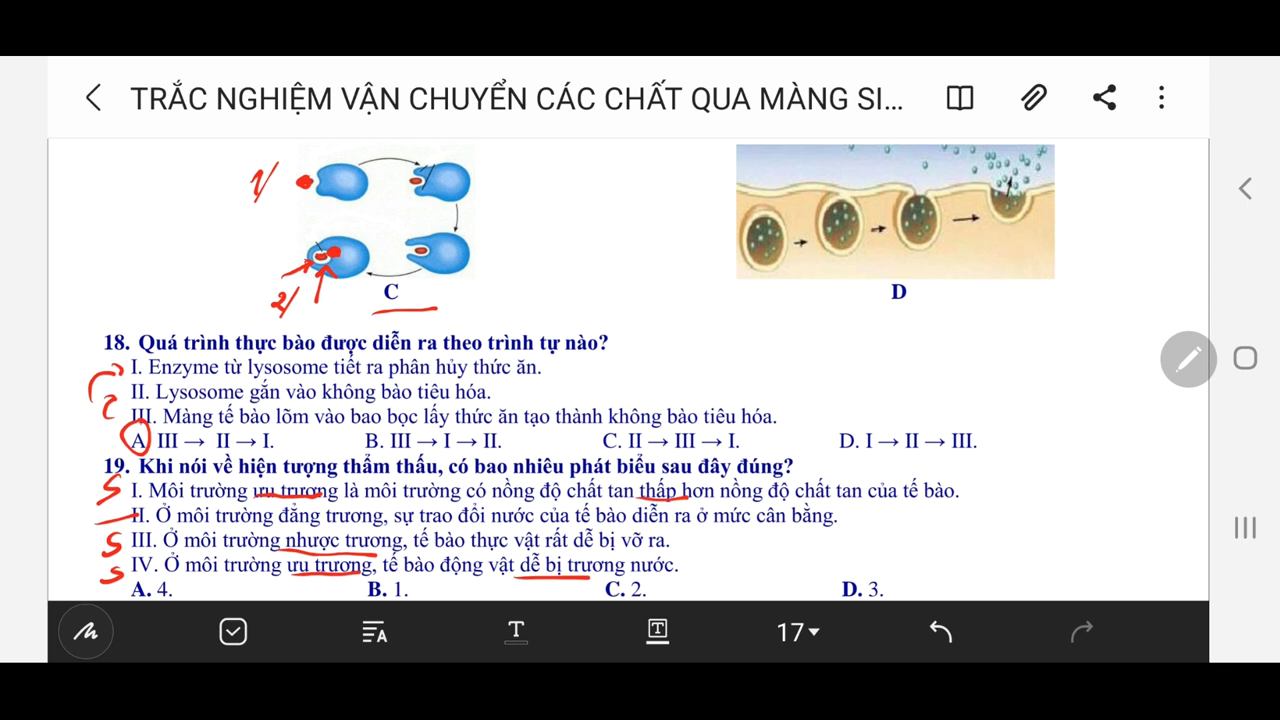 TRẮC NGHIỆM VẬN CHUYỂN CÁC CHẤT QUA MÀNG SI...
1/
2/
C
D
18. Quá trình thực bào được diễn ra theo trình tự nào?
I. Enzyme từ lysosome tiết ra phân hủy thức ăn.
II. Lysosome gắn vào không bào tiêu hóa.
III. Màng tế bào lõm vào bao bọc lấy thức ăn tạo thành không bào tiêu hóa.
A III → II → I. B. III → I → II. C. II → III → I. D. I → II → III.
19. Khi nói về hiện tượng thẩm thấu, có bao nhiêu phát biểu sau đây đúng?
S I. Môi trường ưu trương là môi trường có nồng độ chất tan thấp hơn nồng độ chất tan của tế bào.
II. Ở môi trường đẳng trương, sự trao đổi nước của tế bào diễn ra ở mức cân bằng.
S III. Ở môi trường nhược trương, tế bào thực vật rất dễ bị vỡ ra.
S IV. Ở môi trường ưu trương, tế bào động vật dễ bị trương nước.
A. 4. B. 1. C. 2. D. 3.
A T T 17